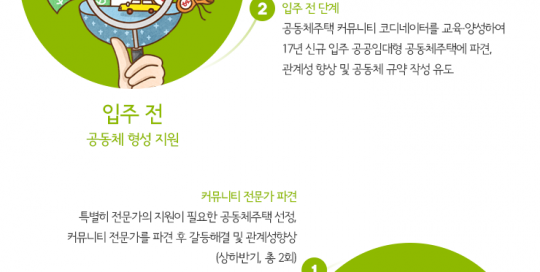 2 입주 전 단계
공동체주택 커뮤니티 코디네이터를 교육·양성하여
17년 신규 입주 공공임대형 공동체주택에 파견,
관계성 향상 및 공동체 규약 작성 유도
입주 전
공동체 형성 지원
커뮤니티 전문가 파견
특별히 전문가의 지원이 필요한 공동체주택 선정,
커뮤니티 전문가를 파견 후 갈등해결 및 관계성향상
(상하반기, 총 2회)
1